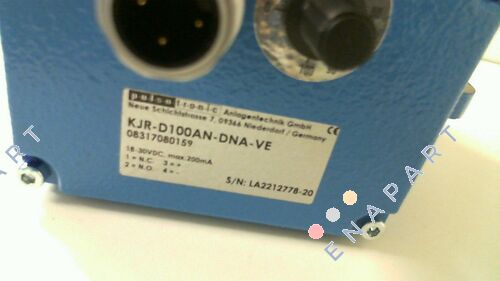 pulsotronic Anlagentechnik GmbH
Neue Schichtstrasse 7, 09366 Niederdorf / Germany
KJR-D100AN-DNA-VE
08317080159
CE
18-30VDC, max.200mA
1 = N.C. 3 = +
2 = N.O. 4 = -
S/N: LA2212778-20
ENAPART
ENAPART